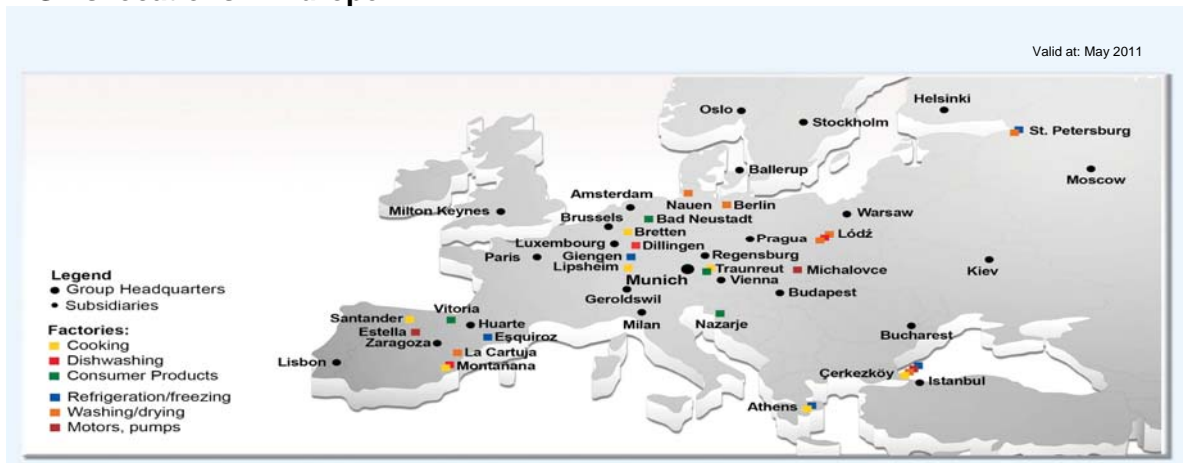 Valid at: May 2011
Helsinki
Oslo
Stockholm
St. Petersburg
Ballerup
Moscow
Amsterdam
Nauen
Berlin
Milton Keynes
Brussels
Bad Neustadt
Warsaw
Bretten
Pragua
Lódź
Luxembourg
Dillingen
Paris
Giengen
Regensburg
Lipsheim
Traunreut
Michalovce
Kiev
Munich
Vienna
Geroldswil
Budapest
Legend
Group Headquarters
Subsidiaries
Vitoria
Santander
Huarte
Milan
Nazarje
Factories:
Estella
Eşquiroz
Bucharest
Cooking
Zaragoza
La Cartuja
Dishwashing
Lisbon
Montanana
Consumer Products
Çerkezköy
Istanbul
Refrigeration/freezing
Athens
Washing/drying
Motors, pumps